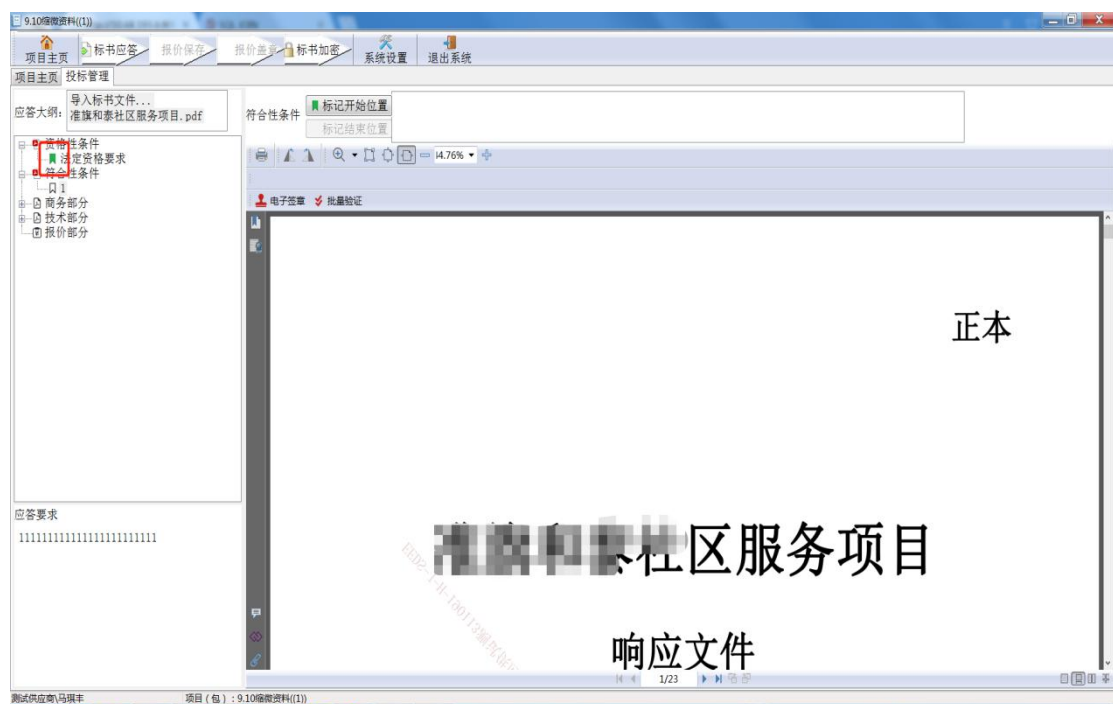 9.10缩微资料((1))
项目主页 标书应答 报价保存 报价盖章 标书加密 系统设置 退出系统
项目主页 投标管理
应答大纲: 导入标书文件...
准旗和泰社区服务项目.pdf
符合性条件 标记开始位置
标记结束位置
资格性条件
法定资格要求
符合性条件
1
商务部分
技术部分
报价部分
电子签章 批量验证
正本
区服务项目
响应文件
应答要求
1/23
测试供应商\马琪丰 项目(包):9.10缩微资料((1))